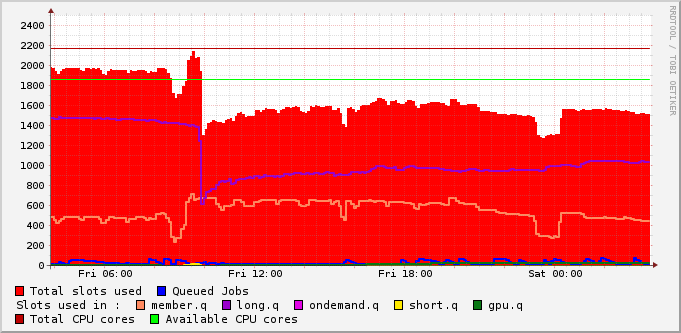 2400
2200
2000
1800
1600
1400
1200
1000
800
600
400
200
0
Fri 06:00 Fri 12:00 Fri 18:00 Sat 00:00
RRDTOOL / TOBI OETIKER
Total slots used Queued Jobs
Slots used in : member.q long.q ondemand.q short.q gpu.q
Total CPU cores Available CPU cores